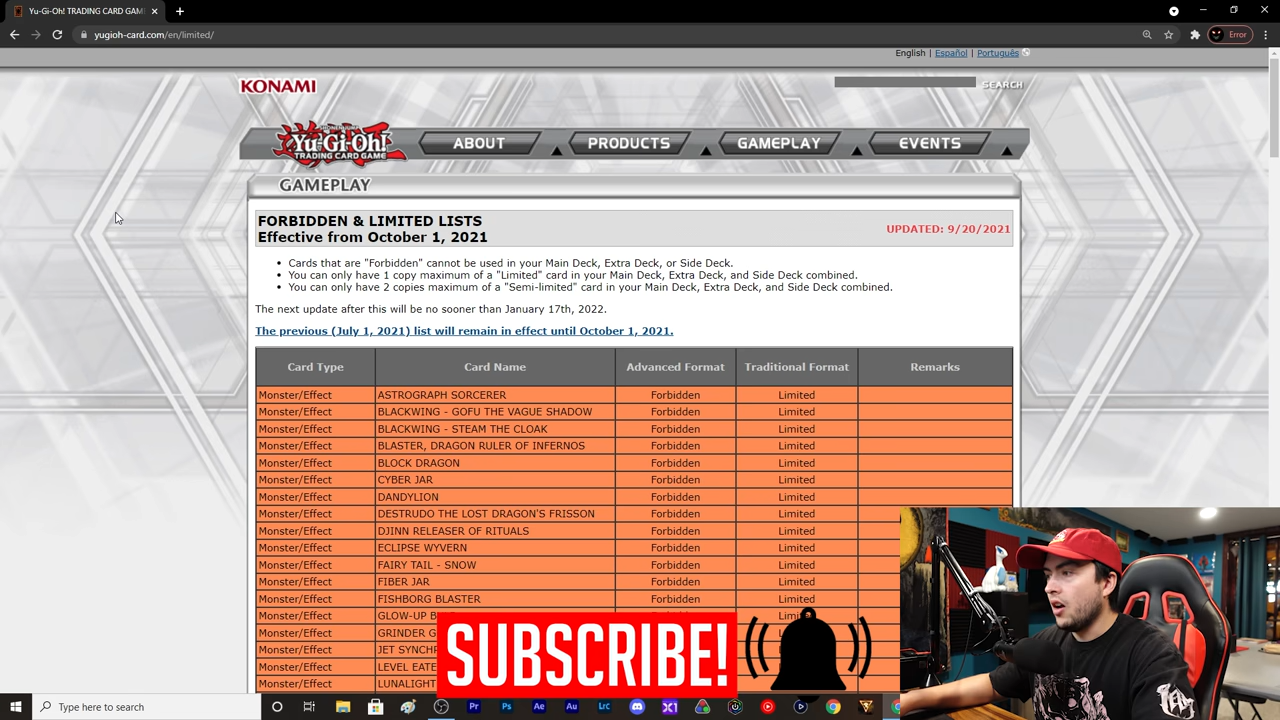 Yu-Gi-Oh! TRADING CARD GAM
yugioh-card.com/en/limited/
Error
English | Español | Português
KONAMI
SEARCH
Yu-Gi-Oh!
TRADING CARD GAME
ABOUT
PRODUCTS
GAMEPLAY
EVENTS
GAMEPLAY
FORBIDDEN & LIMITED LISTS
Effective from October 1, 2021
UPDATED: 9/20/2021
• Cards that are "Forbidden" cannot be used in your Main Deck, Extra Deck, or Side Deck.
• You can only have 1 copy maximum of a "Limited" card in your Main Deck, Extra Deck, and Side Deck combined.
• You can only have 2 copies maximum of a "Semi-limited" card in your Main Deck, Extra Deck, and Side Deck combined.
The next update after this will be no sooner than January 17th, 2022.
The previous (July 1, 2021) list will remain in effect until October 1, 2021.
Card Type Card Name Advanced Format Traditional Format Remarks
Monster/Effect ASTROGRAPH SORCERER Forbidden Limited
Monster/Effect BLACKWING - GOFU THE VAGUE SHADOW Forbidden Limited
Monster/Effect BLACKWING - STEAM THE CLOAK Forbidden Limited
Monster/Effect BLASTER, DRAGON RULER OF INFERNOS Forbidden Limited
Monster/Effect BLOCK DRAGON Forbidden Limited
Monster/Effect CYBER JAR Forbidden Limited
Monster/Effect DANDYLION Forbidden Limited
Monster/Effect DESTRUDO THE LOST DRAGON'S FRISSON Forbidden Limited
Monster/Effect DJINN RELEASER OF RITUALS Forbidden Limited
Monster/Effect ECLIPSE WYVERN Forbidden Limited
Monster/Effect FAIRY TAIL - SNOW Forbidden Limited
Monster/Effect FIBER JAR Forbidden Limited
Monster/Effect FISHBORG BLASTER Forbidden Limited
Monster/Effect GLOW-UP B
Monster/Effect GRINDER G
Monster/Effect JET SYNCHR
Monster/Effect LEVEL EATE
Monster/Effect LUNALIGHT
SUBSCRIBE!
Type here to search
Pr
Ps
Ae
Au
Lrc
X1